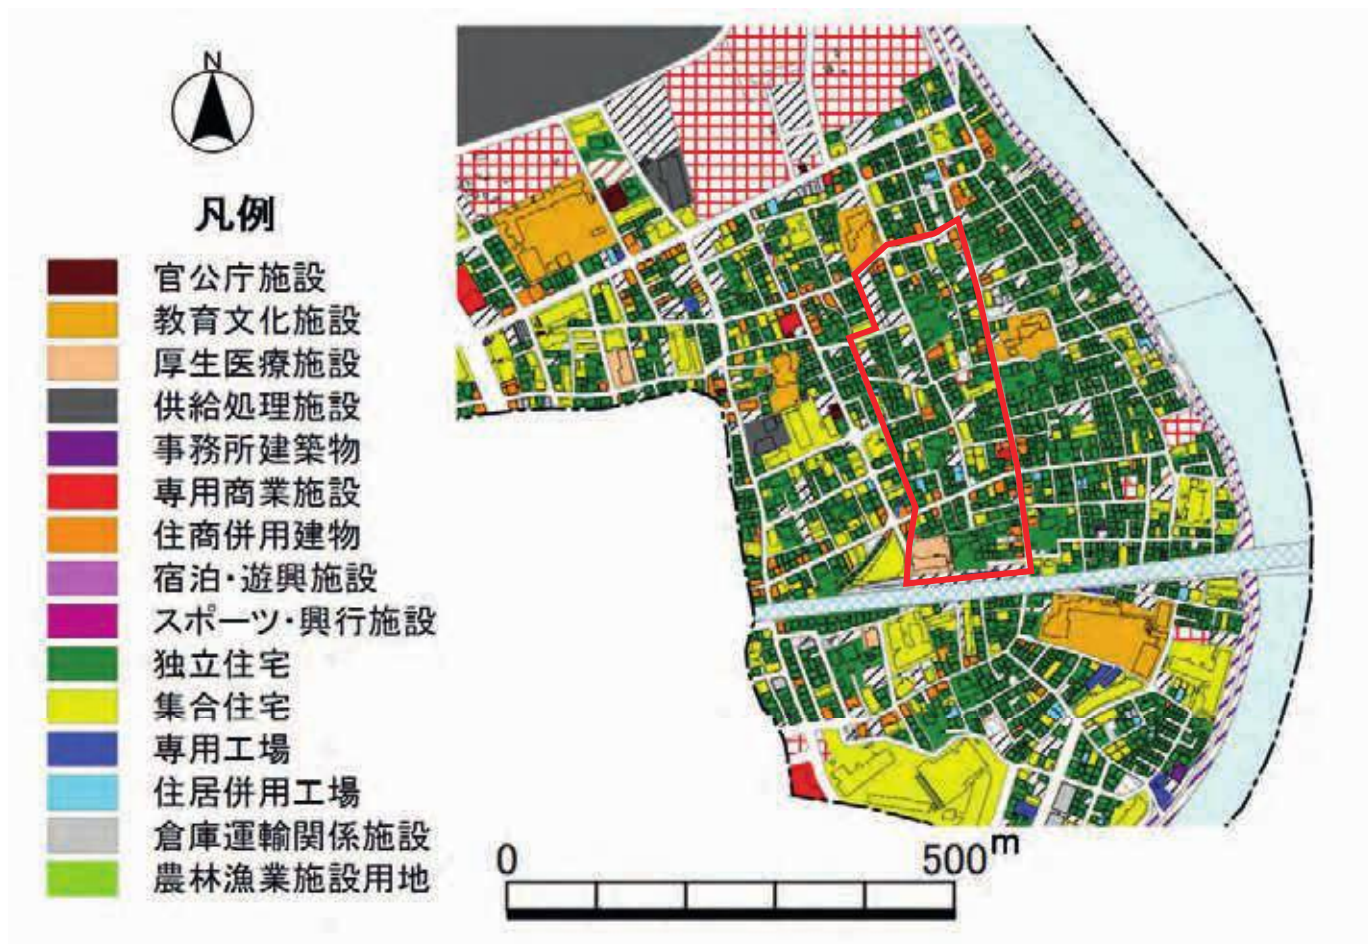 N
凡例
官公庁施設
教育文化施設
厚生医療施設
供給処理施設
事務所建築物
専用商業施設
住商併用建物
宿泊・遊興施設
スポーツ・興行施設
独立住宅
集合住宅
専用工場
住居併用工場
倉庫運輸関係施設
農林漁業施設用地
0 500m